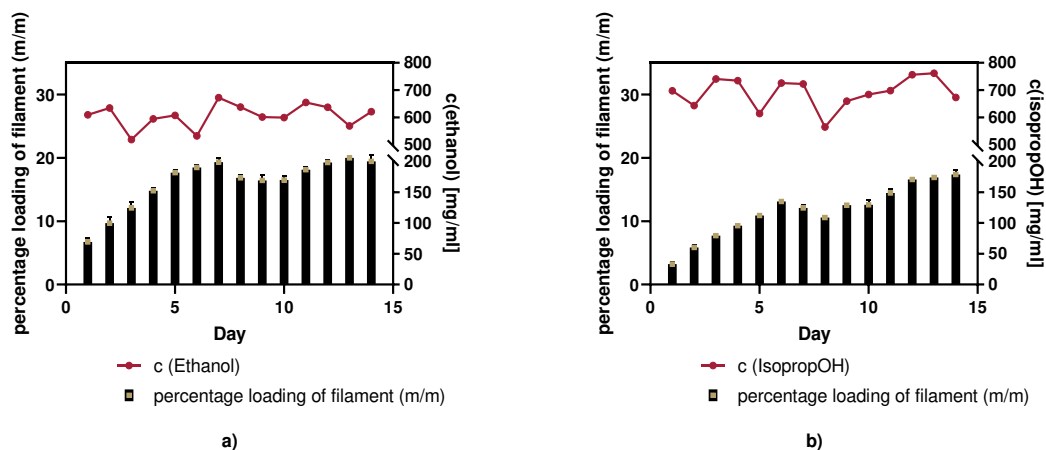 percentage loading of filament (m/m)
30
20
10
0
800
700
600
500
200
150
100
50
0
c(ethanol) [mg/ml]
0
5
10
15
Day
c (Ethanol)
percentage loading of filament (m/m)
a)
percentage loading of filament (m/m)
30
20
10
0
800
700
600
500
200
150
100
50
0
c(isopropOH) [mg/ml]
0
5
10
15
Day
c (IsopropOH)
percentage loading of filament (m/m)
b)